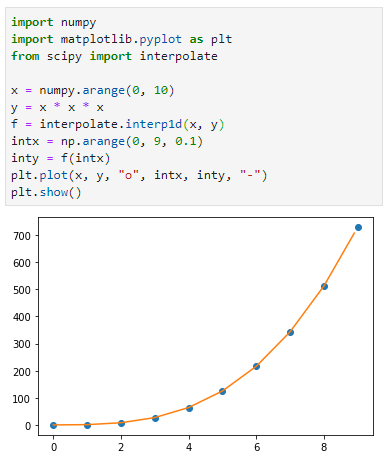 import numpy
import matplotlib.pyplot as plt
from scipy import interpolate
x = numpy.arange(0, 10)
y = x * x * x
f = interpolate.interp1d(x, y)
intx = np.arange(0, 9, 0.1)
inty = f(intx)
plt.plot(x, y, "o", intx, inty, "-")
plt.show()
700
600
500
400
300
200
100
0
0 2 4 6 8